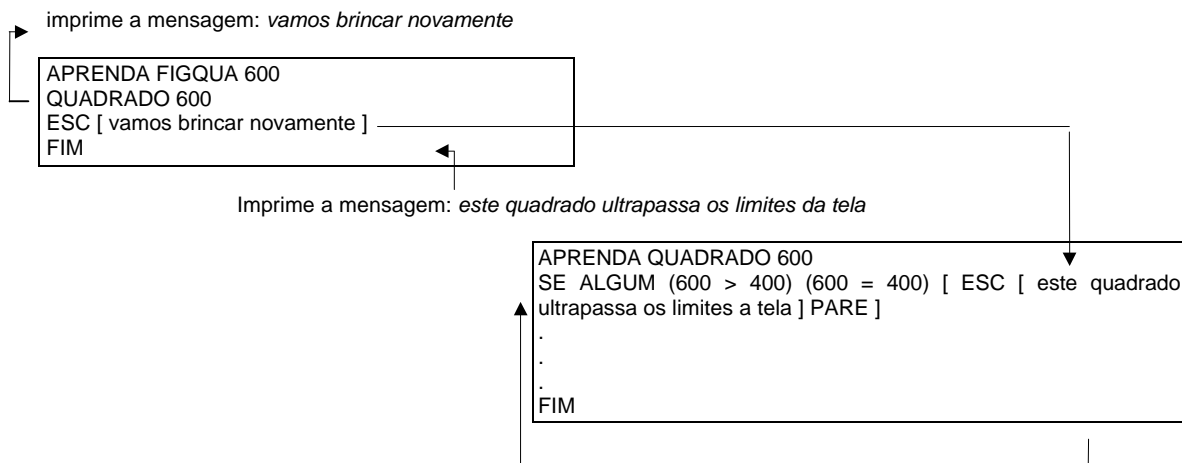 imprime a mensagem: vamos brincar novamente
APRENDA FIGQUA 600
QUADRADO 600
ESC [ vamos brincar novamente ]
FIM
Imprime a mensagem: este quadrado ultrapassa os limites da tela
APRENDA QUADRADO 600
SE ALGUM (600 > 400) (600 = 400) [ ESC [ este quadrado
ultrapassa os limites a tela ] PARE ]
.
.
.
FIM